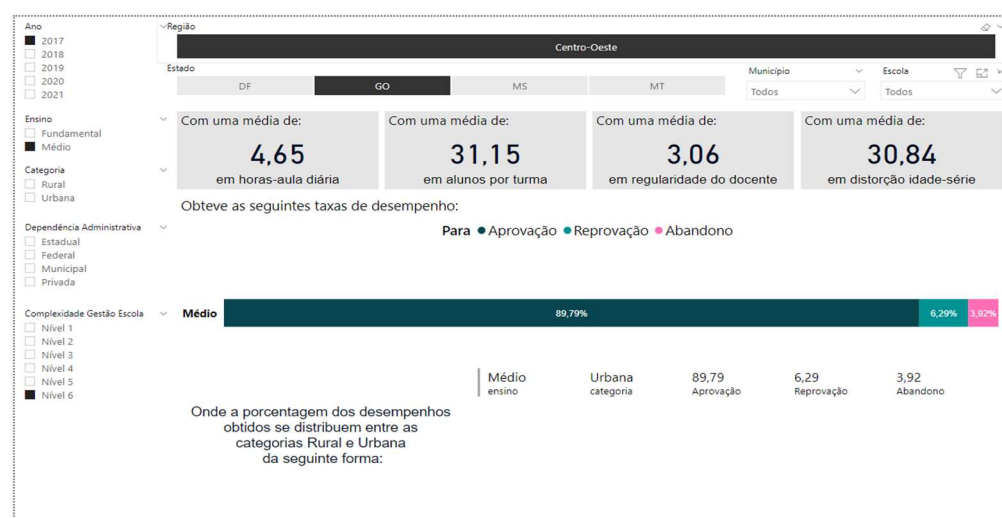 Ano
2017
2018
2019
2020
2021
Ensino
Fundamental
Médio
Categoria
Rural
Urbana
Dependência Administrativa
Estadual
Federal
Municipal
Privada
Complexidade Gestão Escola
Nível 1
Nível 2
Nível 3
Nível 4
Nível 5
Nível 6
Região
Centro-Oeste
Estado
DF GO MS MT
Município
Todos
Escola
Todos
Com uma média de:
4,65
em horas-aula diária
Com uma média de:
31,15
em alunos por turma
Com uma média de:
3,06
em regularidade do docente
Com uma média de:
30,84
em distorção idade-série
Obteve as seguintes taxas de desempenho:
Para Aprovação Reprovação Abandono
Médio 89,79% 6,29% 3,92%
Médio Urbana 89,79 6,29 3,92
ensino categoria Aprovação Reprovação Abandono
Onde a porcentagem dos desempenhos
obtidos se distribuem entre as
categorias Rural e Urbana
da seguinte forma: